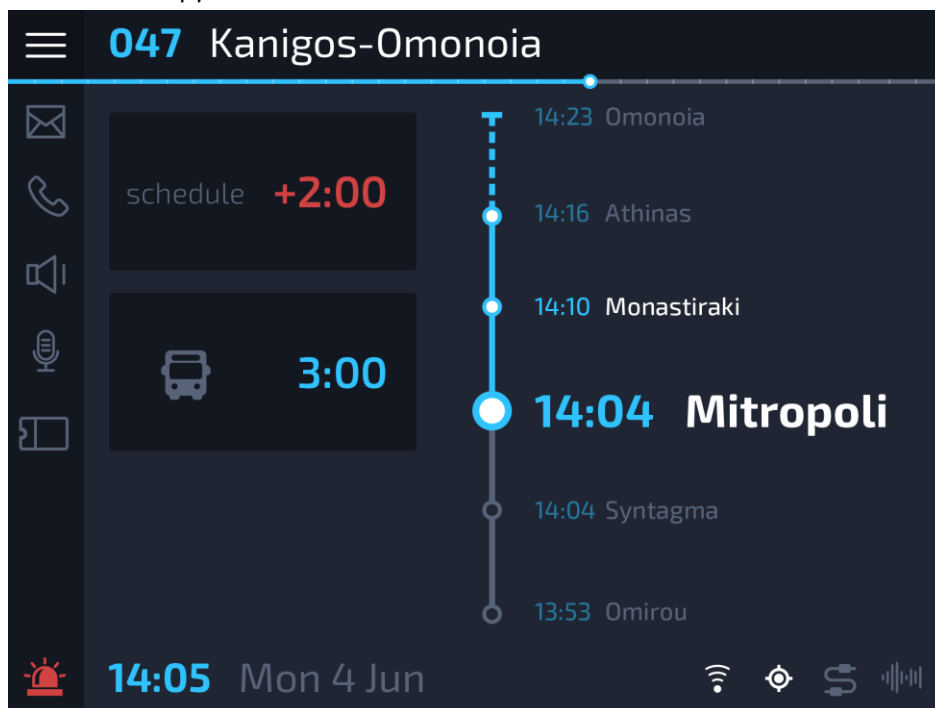 047 Kanigos-Omonoia
schedule +2:00
3:00
14:23 Omonoia
14:16 Athinas
14:10 Monastiraki
14:04 Mitropoli
14:04 Syntagma
13:53 Omirou
14:05 Mon 4 Jun